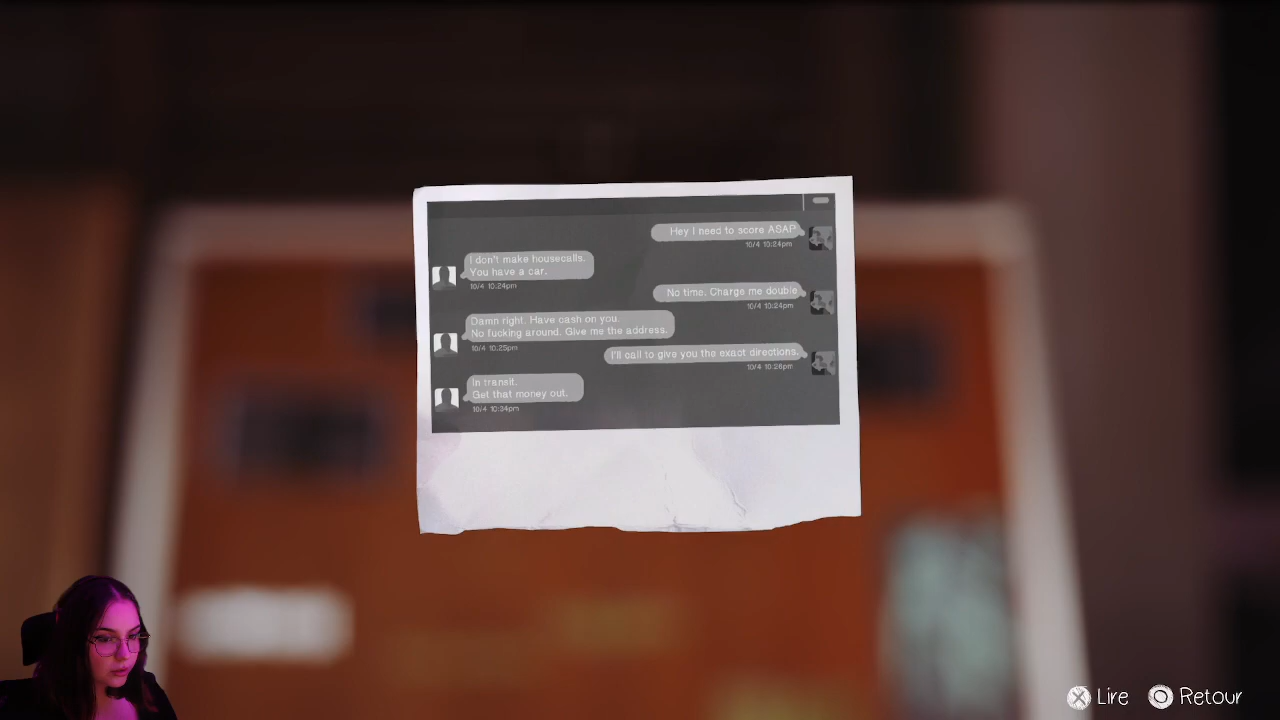 Hey I need to score ASAP
10/4 10:24pm
I don't make housecalls.
You have a car.
10/4 10:24pm
No time. Charge me double
10/4 10:24pm
Damn right. Have cash on you.
No fucking around. Give me the address.
10/4 10:25pm
I'll call to give you the exact directions.
10/4 10:26pm
In transit.
Get that money out.
10/4 10:34pm
Lire
Retour